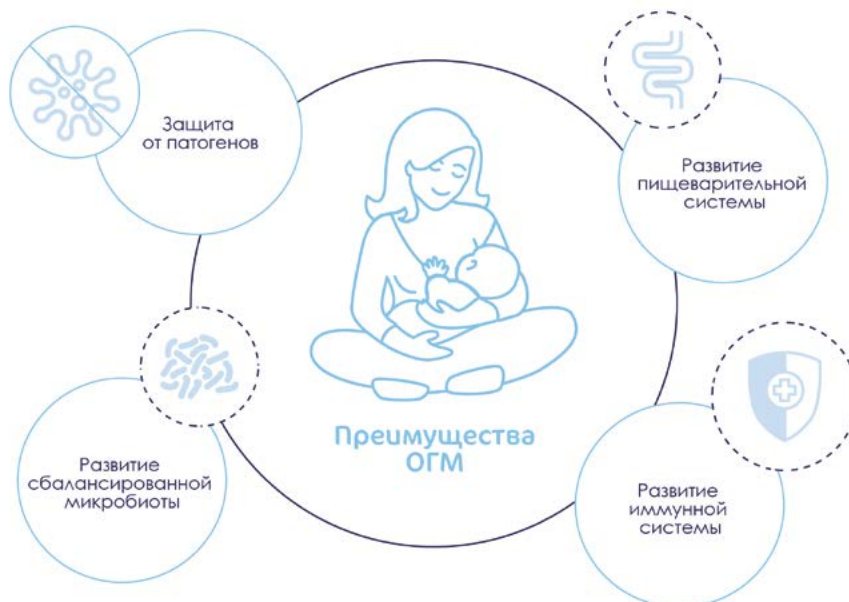 Защита
от патогенов
Развитие
пищеварительной
системы
Преимущества
ОГМ
Развитие
сбалансированной
микробиоты
Развитие
иммунной
системы